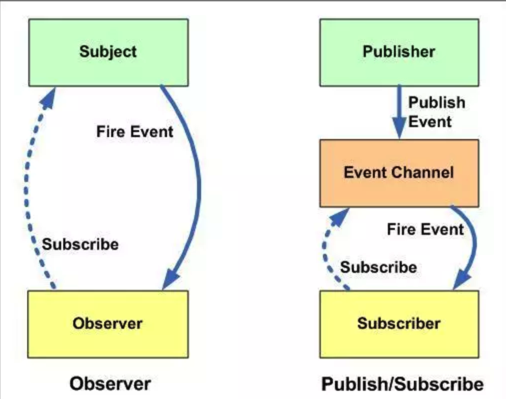 Subject
Fire Event
Subscribe
Observer
Observer
Publisher
Publish
Event
Event Channel
Fire Event
Subscribe
Subscriber
Publish/Subscribe